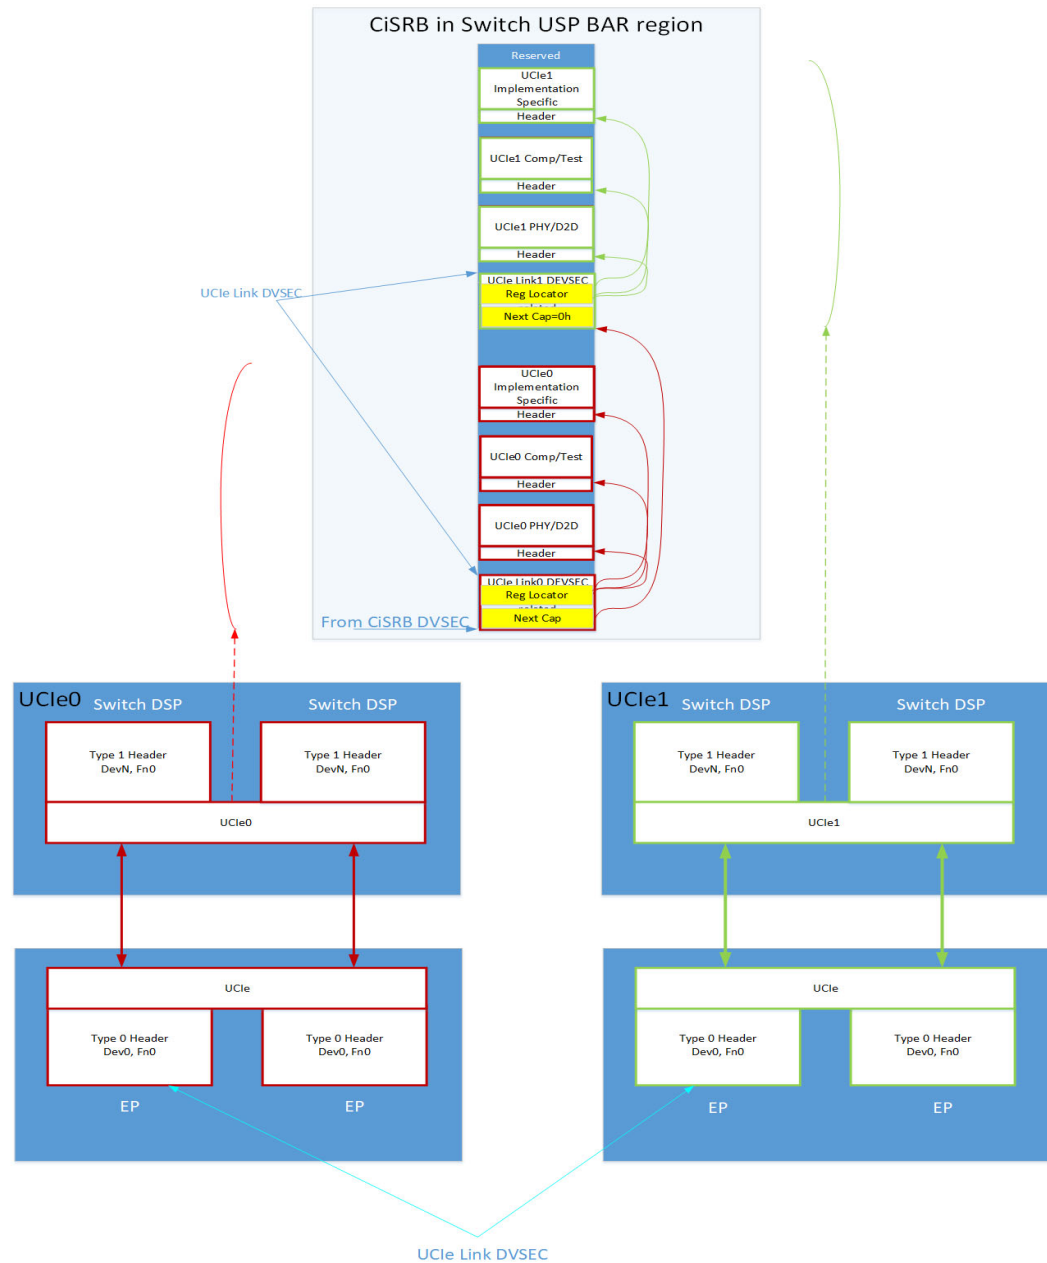 CiSRB in Switch USP BAR region
Reserved
UCIe1
Implementation
Specific
Header
UCIe1 Comp/Test
Header
UCIe1 PHY/D2D
Header
UCIe Link DVSEC
UCIe Link1 DEVSEC
Reg Locator
Next Cap=0h
UCIe0
Implementation
Specific
Header
UCIe0 Comp/Test
Header
UCIe0 PHY/D2D
Header
UCIe Link0 DEVSEC
Reg Locator
From CiSRB DVSEC
Next Cap
UCIe0
Switch DSP
Switch DSP
Type 1 Header
DevN, Fn0
Type 1 Header
DevN, Fn0
UCIe0
UCIe
Type 0 Header
Dev0, Fn0
Type 0 Header
Dev0, Fn0
EP
EP
UCIe1
Switch DSP
Switch DSP
Type 1 Header
DevN, Fn0
Type 1 Header
DevN, Fn0
UCIe1
UCIe
Type 0 Header
Dev0, Fn0
Type 0 Header
Dev0, Fn0
EP
EP
UCIe Link DVSEC